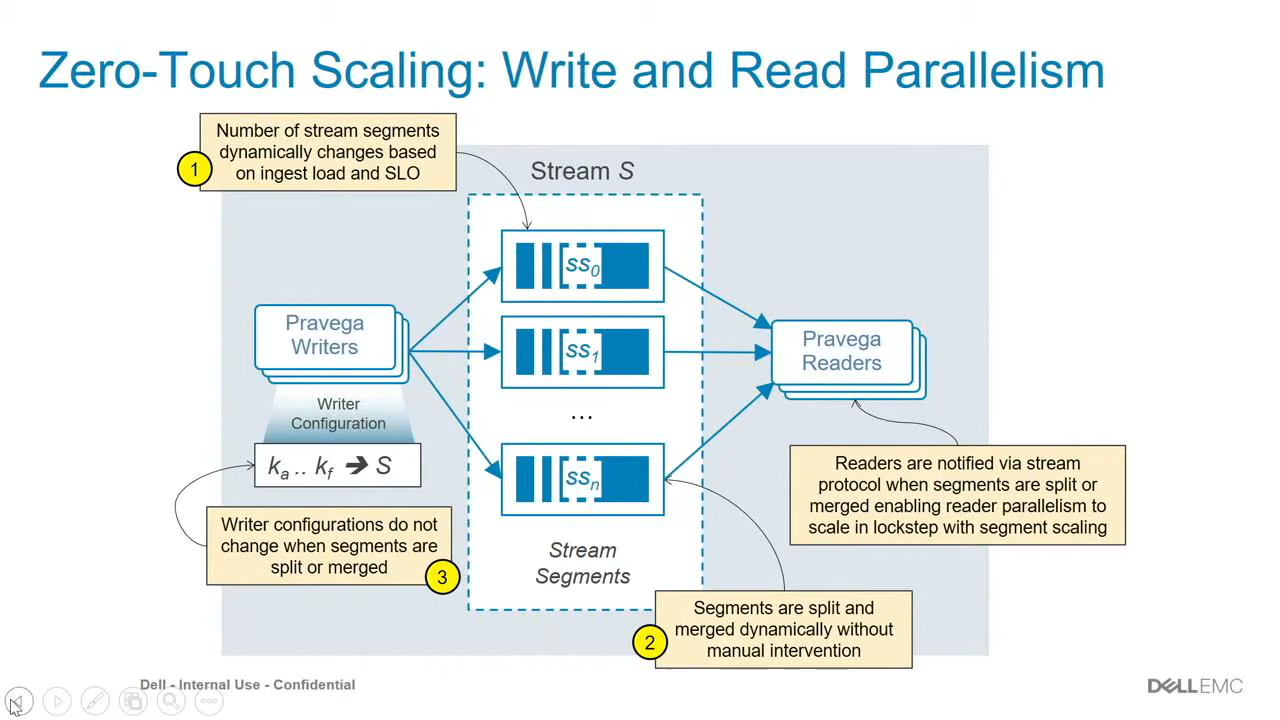 Zero-Touch Scaling: Write and Read Parallelism
Number of stream segments
dynamically changes based
on ingest load and SLO
1
Stream S
ss0
ss1
…
ssn
Stream
Segments
Pravega
Writers
Writer
Configuration
ka .. kf ➔ S
Writer configurations do not
change when segments are
split or merged
3
Pravega
Readers
Readers are notified via stream
protocol when segments are split or
merged enabling reader parallelism to
scale in lockstep with segment scaling
Segments are split and
merged dynamically without
manual intervention
2
Dell - Internal Use - Confidential
DELLEMC